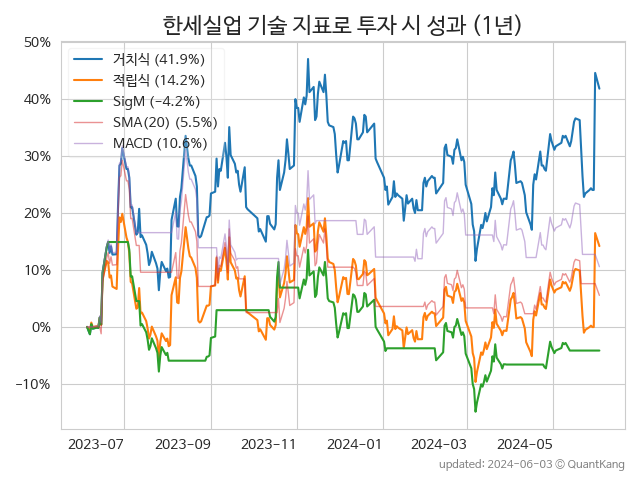 한세실업 기술 지표로 투자 시 성과 (1년)
50%
40%
30%
20%
10%
0%
−10%
거치식 (41.9%)
적립식 (14.2%)
SigM (−4.2%)
SMA(20) (5.5%)
MACD (10.6%)
2023-07
2023-09
2023-11
2024-01
2024-03
2024-05
updated: 2024-06-03 ⓒ QuantKang